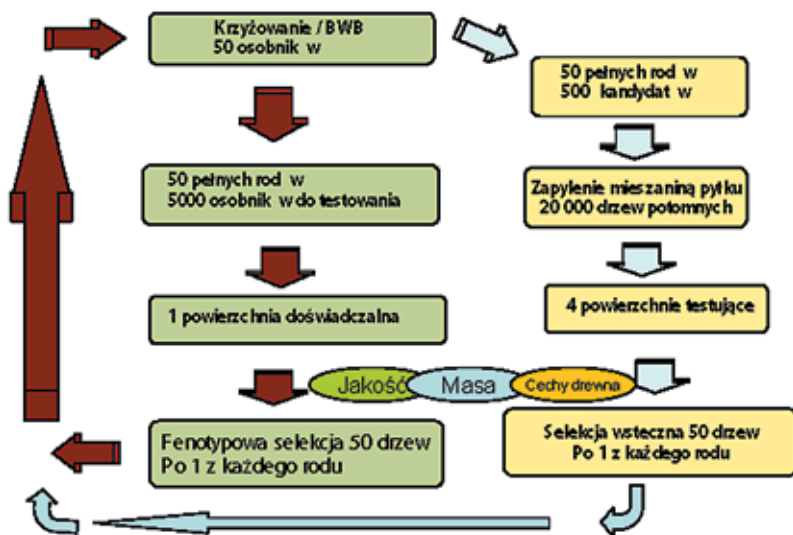 Krzyżowanie / BWB
50 osobnik w
50 pełnych rod w
500 kandydat w
50 pełnych rod w
5000 osobnik w do testowania
Zapylenie mieszaniną pyłku
20 000 drzew potomnych
1 powierzchnia doświadczalna
4 powierzchnie testujące
Jakość
Masa
Cechy drewna
Fenotypowa selekcja 50 drzew
Po 1 z każdego rodu
Selekcja wsteczna 50 drzew
Po 1 z każdego rodu